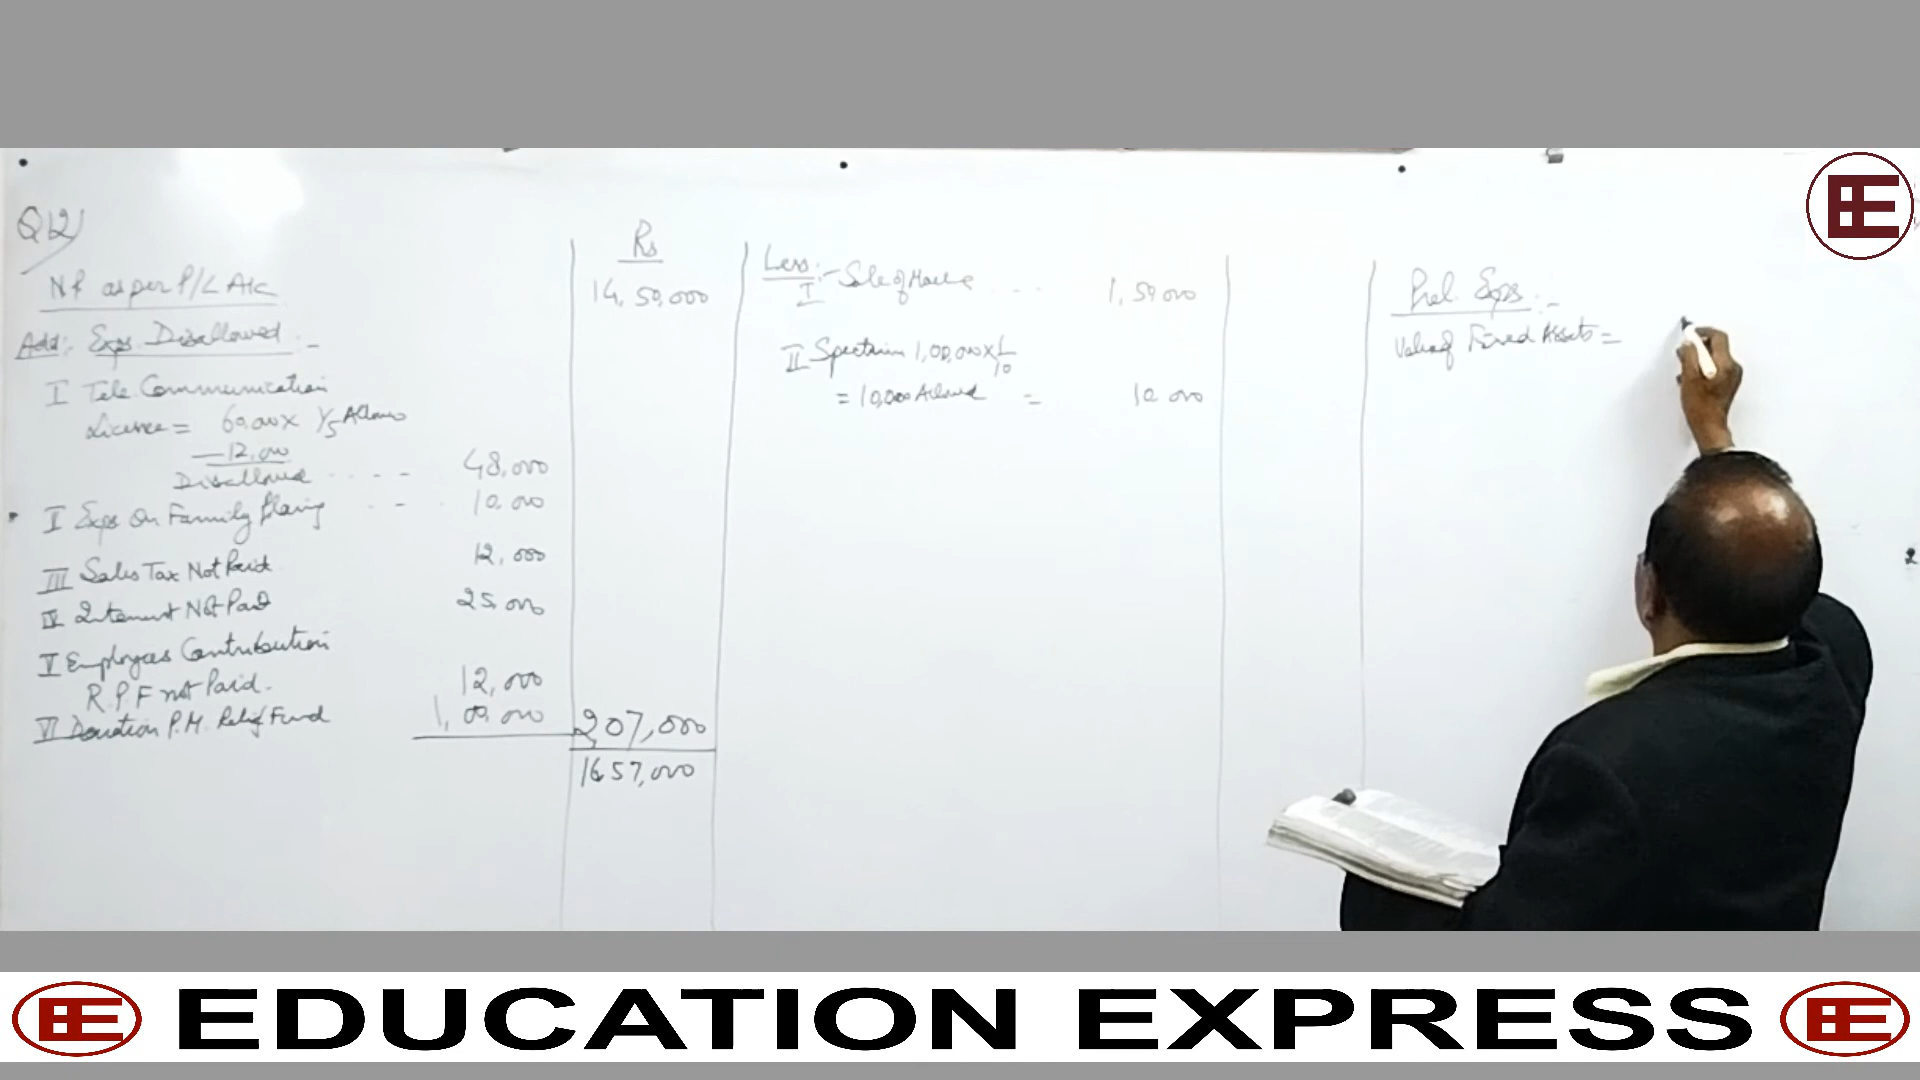 Q12
Rs
NP as per P/L A/c
14,50,000
Add:- Exps Disallowed :-
I Tele Communication
Licence = 60,000 x 1/5 Allow
— 12,000
Disallowed - - - - 48,000
II Exps On Family Planing - - - 10,000
III Sales Tax Not Paid 12,000
IV Interest Not Paid 25,000
V Employees Contribution
R.P.F not Paid. 12,000
VI Donation P.M. Relief Fund 1,00,000 207,000
1657,000
Less:-
I Sale of Machine - - - 1,50,000
II Spectrum 1,00,000 x 1/10
= 10,000 Allowed = 10,000
Prel. Exps :-
Value of Fixed Assets =
EDUCATION EXPRESS